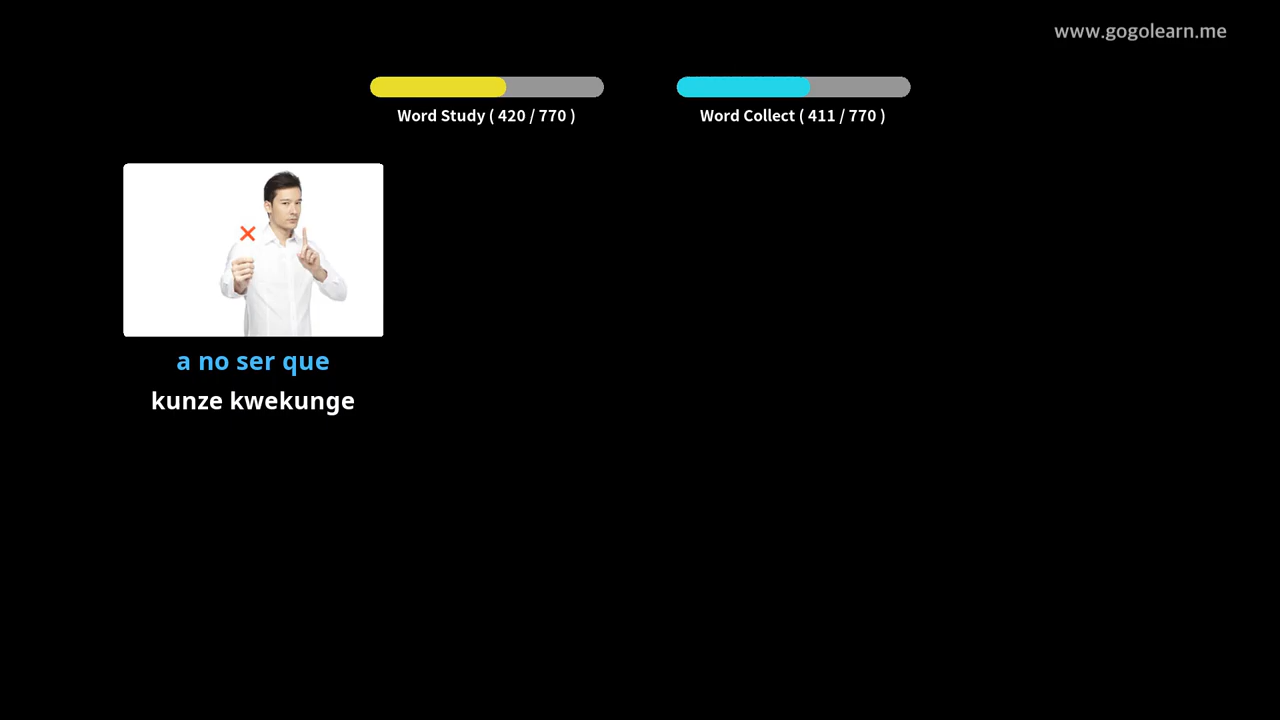 www.gogolearn.me
Word Study ( 420 / 770 )
Word Collect ( 411 / 770 )
a no ser que
kunze kwekunge